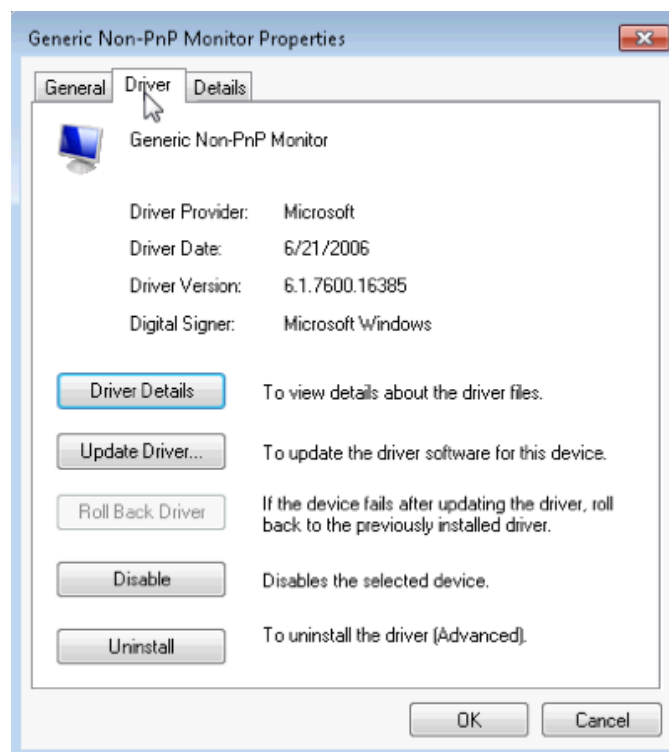 Generic Non-PnP Monitor Properties
General Driver Details
Generic Non-PnP Monitor
Driver Provider: Microsoft
Driver Date: 6/21/2006
Driver Version: 6.1.7600.16385
Digital Signer: Microsoft Windows
Driver Details To view details about the driver files.
Update Driver... To update the driver software for this device.
Roll Back Driver If the device fails after updating the driver, roll
back to the previously installed driver.
Disable Disables the selected device.
Uninstall To uninstall the driver (Advanced).
OK Cancel